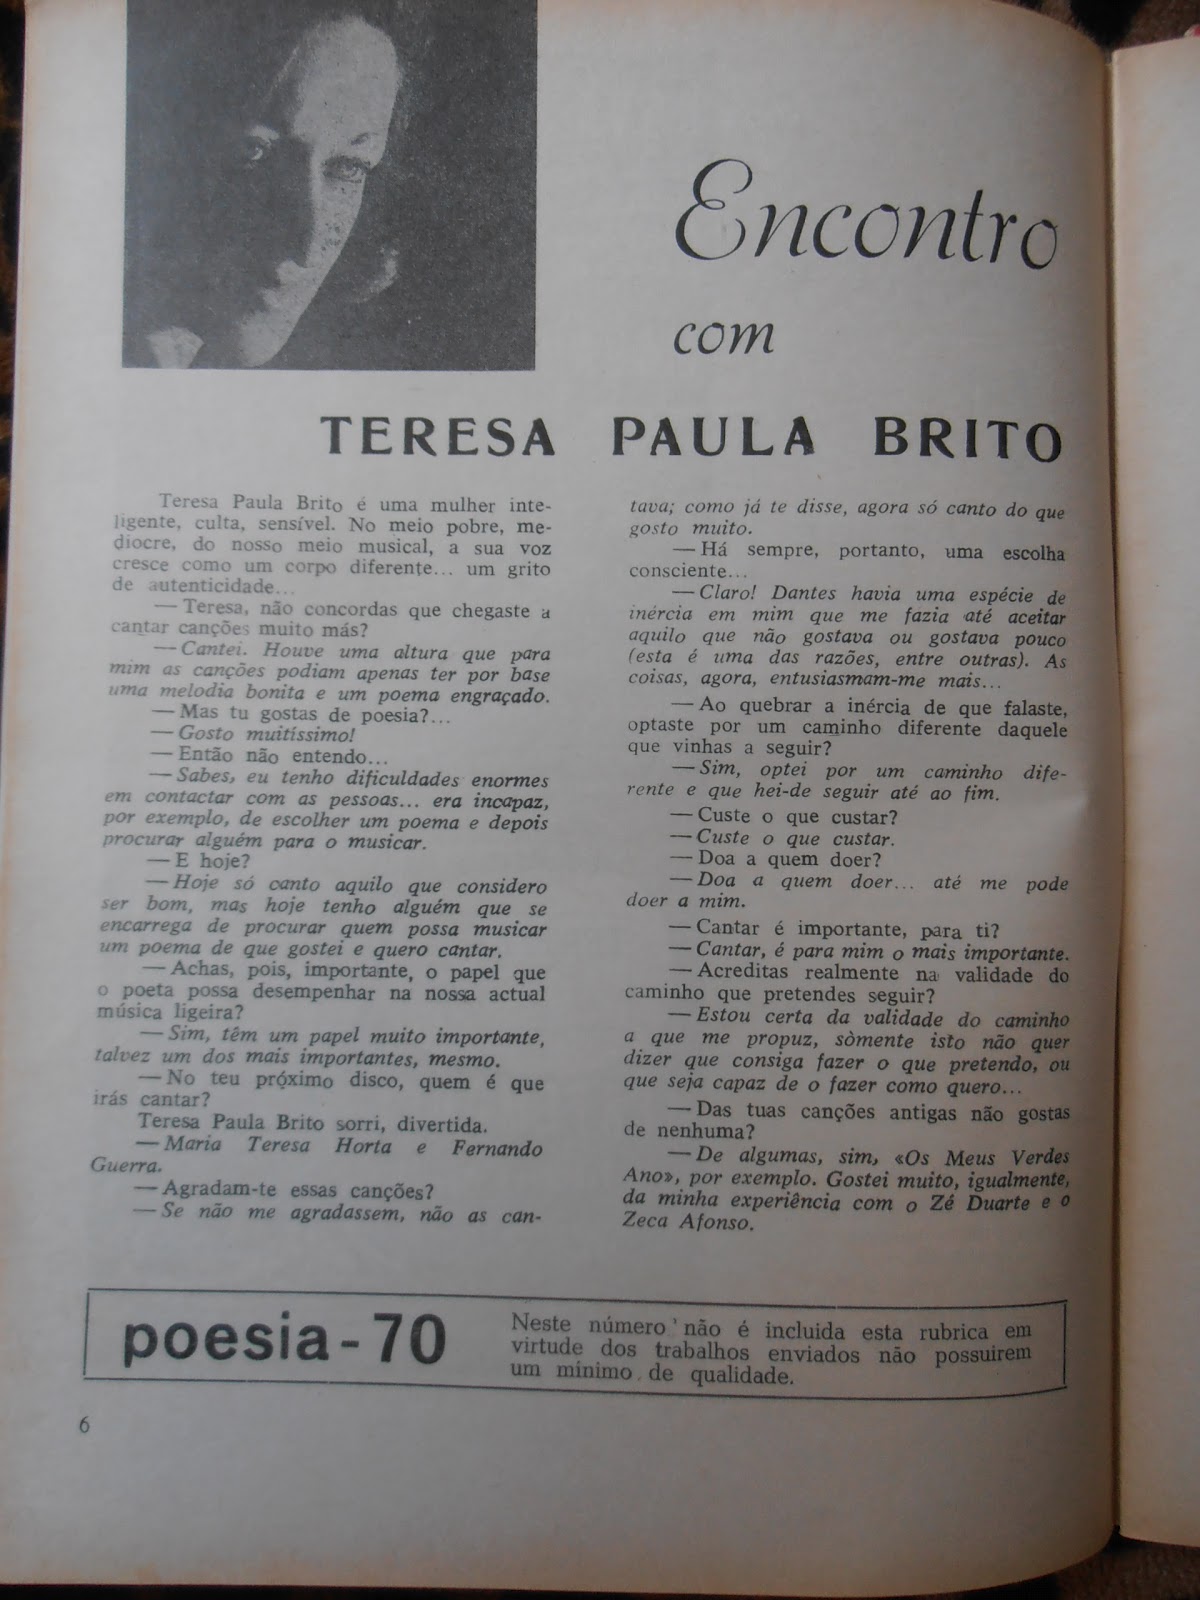 Encontro
com
TERESA PAULA BRITO
Teresa Paula Brito é uma mulher inte-
ligente, culta, sensível. No meio pobre, me-
díocre, do nosso meio musical, a sua voz
cresce como um corpo diferente... um grito
de autenticidade...
— Teresa, não concordas que chegaste a
cantar canções muito más?
— Cantei. Houve uma altura que para
mim as canções podiam apenas ter por base
uma melodia bonita e um poema engraçado.
— Mas tu gostas de poesia?...
— Gosto muitíssimo!
— Então não entendo...
— Sabes, eu tenho dificuldades enormes
em contactar com as pessoas... era incapaz,
por exemplo, de escolher um poema e depois
procurar alguém para o musicar.
— E hoje?
— Hoje só canto aquilo que considero
ser bom, mas hoje tenho alguém que se
encarrega de procurar quem possa musicar
um poema de que gostei e quero cantar.
— Achas, pois, importante, o papel que
o poeta possa desempenhar na nossa actual
música ligeira?
— Sim, têm um papel muito importante,
talvez um dos mais importantes, mesmo.
— No teu próximo disco, quem é que
irás cantar?
Teresa Paula Brito sorri, divertida.
— Maria Teresa Horta e Fernando
Guerra.
— Agradam-te essas canções?
— Se não me agradassem, não as can-
tava; como já te disse, agora só canto do que
gosto muito.
— Há sempre, portanto, uma escolha
consciente...
— Claro! Dantes havia uma espécie de
inércia em mim que me fazia até aceitar
aquilo que não gostava ou gostava pouco
(esta é uma das razões, entre outras). As
coisas, agora, entusiasmam-me mais...
— Ao quebrar a inércia de que falaste,
optaste por um caminho diferente daquele
que vinhas a seguir?
— Sim, optei por um caminho dife-
rente e que hei-de seguir até ao fim.
— Custe o que custar?
— Custe o que custar.
— Doa a quem doer?
— Doa a quem doer... até me pode
doer a mim.
— Cantar é importante, para ti?
— Cantar, é para mim o mais importante.
— Acreditas realmente na validade do
caminho que pretendes seguir?
— Estou certa da validade do caminho
a que me propuz, sòmente isto não quer
dizer que consiga fazer o que pretendo, ou
que seja capaz de o fazer como quero...
— Das tuas canções antigas não gostas
de nenhuma?
— De algumas, sim, «Os Meus Verdes
Ano», por exemplo. Gostei muito, igualmente,
da minha experiência com o Zé Duarte e o
Zeca Afonso.
poesia - 70
Neste número não é incluida esta rubrica em
virtude dos trabalhos enviados não possuirem
um minimo de qualidade.
6